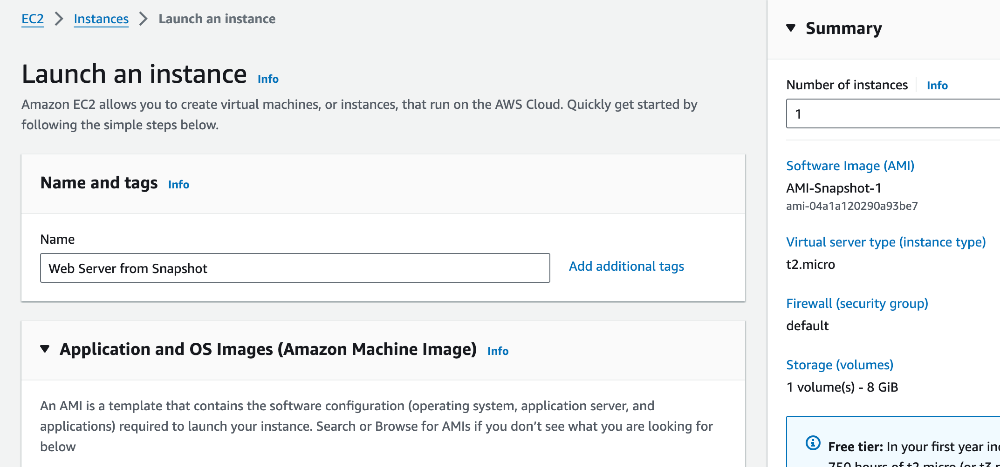 EC2 Instances Launch an instance
Launch an instance Info
Amazon EC2 allows you to create virtual machines, or instances, that run on the AWS Cloud. Quickly get started by
following the simple steps below.
Name and tags Info
Name
Web Server from Snapshot
Add additional tags
Application and OS Images (Amazon Machine Image) Info
An AMI is a template that contains the software configuration (operating system, application server, and
applications) required to launch your instance. Search or Browse for AMIs if you don’t see what you are looking for
below
Summary
Number of instances Info
1
Software Image (AMI)
AMI-Snapshot-1
ami-04a1a120290a93be7
Virtual server type (instance type)
t2.micro
Firewall (security group)
default
Storage (volumes)
1 volume(s) - 8 GiB
Free tier: In your first year
750 hours of t2.micro (or t3